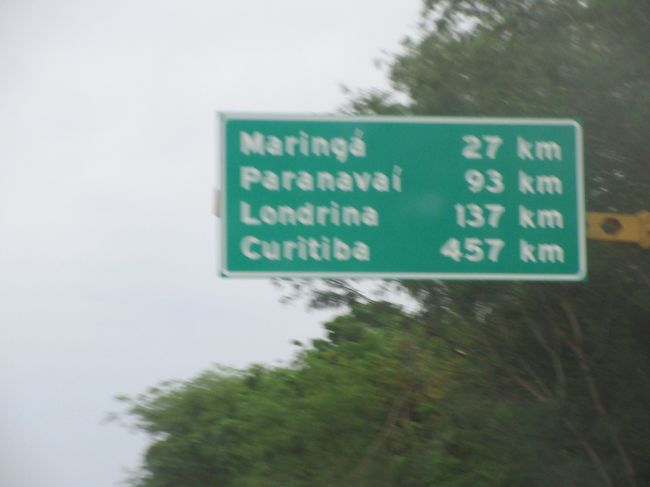 Maringá 27 km
Paranavaí 93 km
Londrina 137 km
Curitiba 457 km